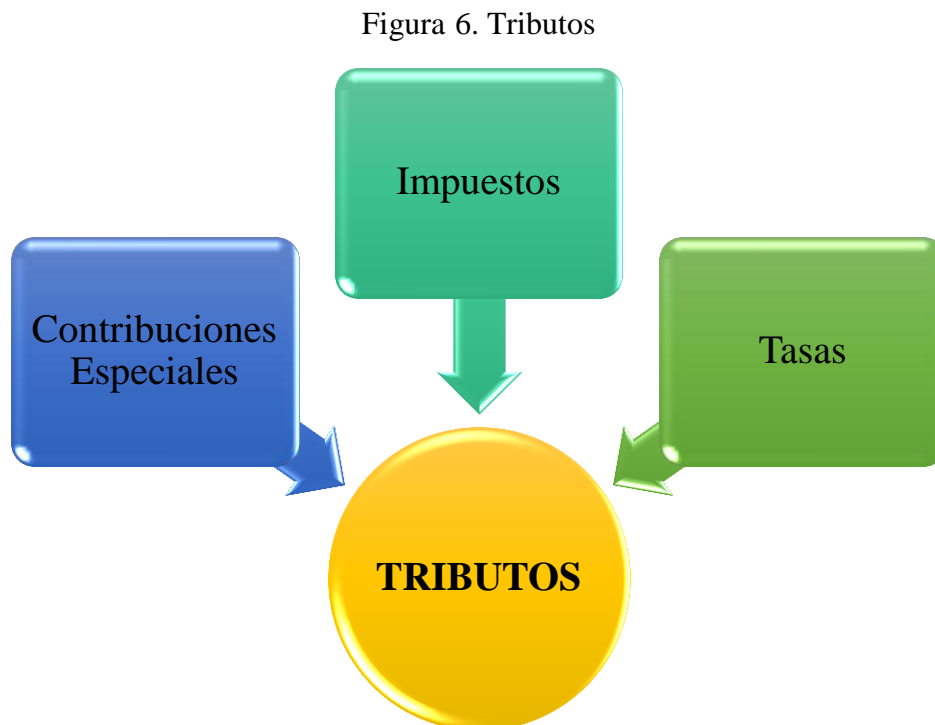 Figura 6. Tributos
Impuestos
Contribuciones
Especiales
Tasas
TRIBUTOS